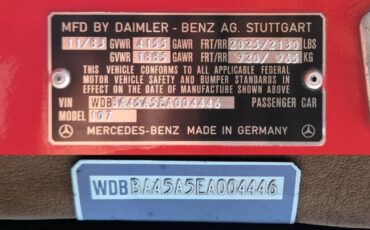 MFD BY DAIMLER - BENZ AG. STUTTGART
11/83 GVWR 4155 GAWR FRT/RR 2025/2130 LBS
GVWR 1885 GAWR FRT/RR 920/965 KG
THIS VEHICLE CONFORMS TO ALL APPLICABLE FEDERAL
MOTOR VEHICLE SAFETY AND BUMPER STANDARDS IN
EFFECT ON THE DATE OF MANUFACTURE SHOWN ABOVE
VIN WDBBA45A5EA004446 PASSENGER CAR
MODEL 107
MERCEDES-BENZ MADE IN GERMANY
WDBBA45A5EA004446